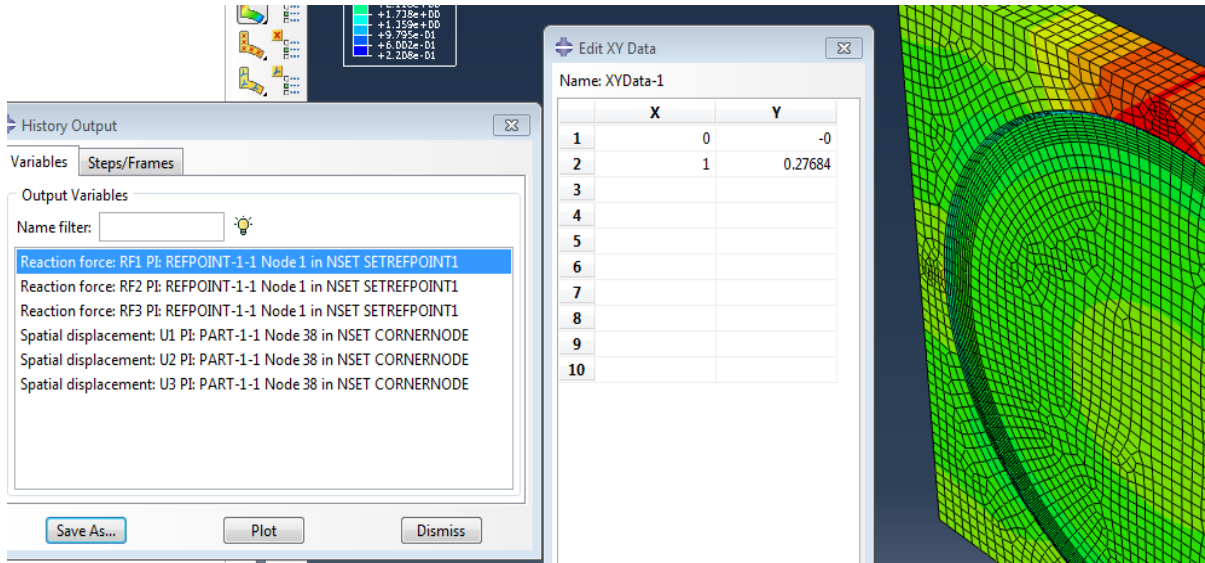 +1.738e+00
+1.359e+00
+9.795e-01
+6.002e-01
+2.208e-01
History Output
Variables
Steps/Frames
Output Variables
Name filter:
Reaction force: RF1 PI: REFPOINT-1-1 Node 1 in NSET SETREFPOINT1
Reaction force: RF2 PI: REFPOINT-1-1 Node 1 in NSET SETREFPOINT1
Reaction force: RF3 PI: REFPOINT-1-1 Node 1 in NSET SETREFPOINT1
Spatial displacement: U1 PI: PART-1-1 Node 38 in NSET CORNERNODE
Spatial displacement: U2 PI: PART-1-1 Node 38 in NSET CORNERNODE
Spatial displacement: U3 PI: PART-1-1 Node 38 in NSET CORNERNODE
Save As...
Plot
Dismiss
Edit XY Data
Name: XYData-1
X Y
1 0 -0
2 1 0.27684
3
4
5
6
7
8
9
10